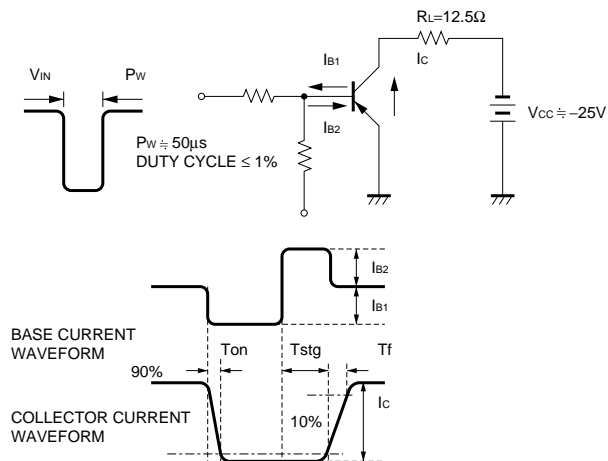 RL=12.5Ω
IB1
IC
VIN
PW
IB2
VCC ≒ –25V
PW ≒ 50μs
DUTY CYCLE ≤ 1%
IB2
IB1
BASE CURRENT
WAVEFORM
Ton
Tstg
Tf
90%
IC
10%
COLLECTOR CURRENT
WAVEFORM